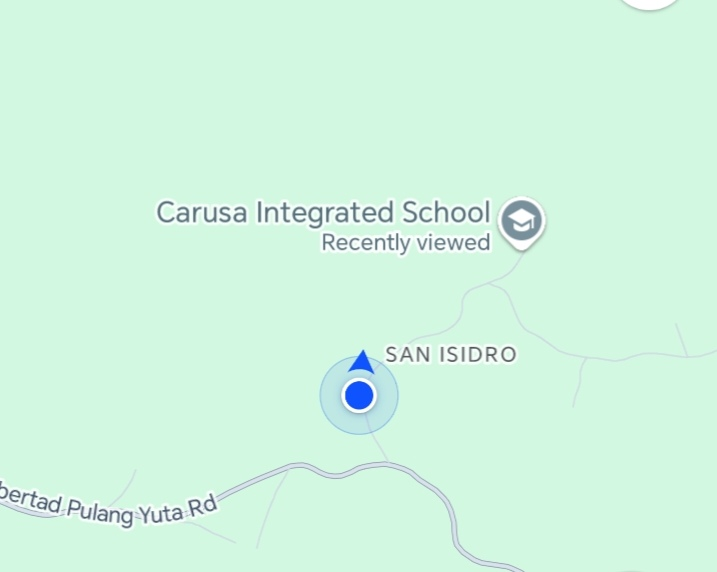 Carusa Integrated School
Recently viewed
SAN ISIDRO
bertad Pulang Yuta Rd